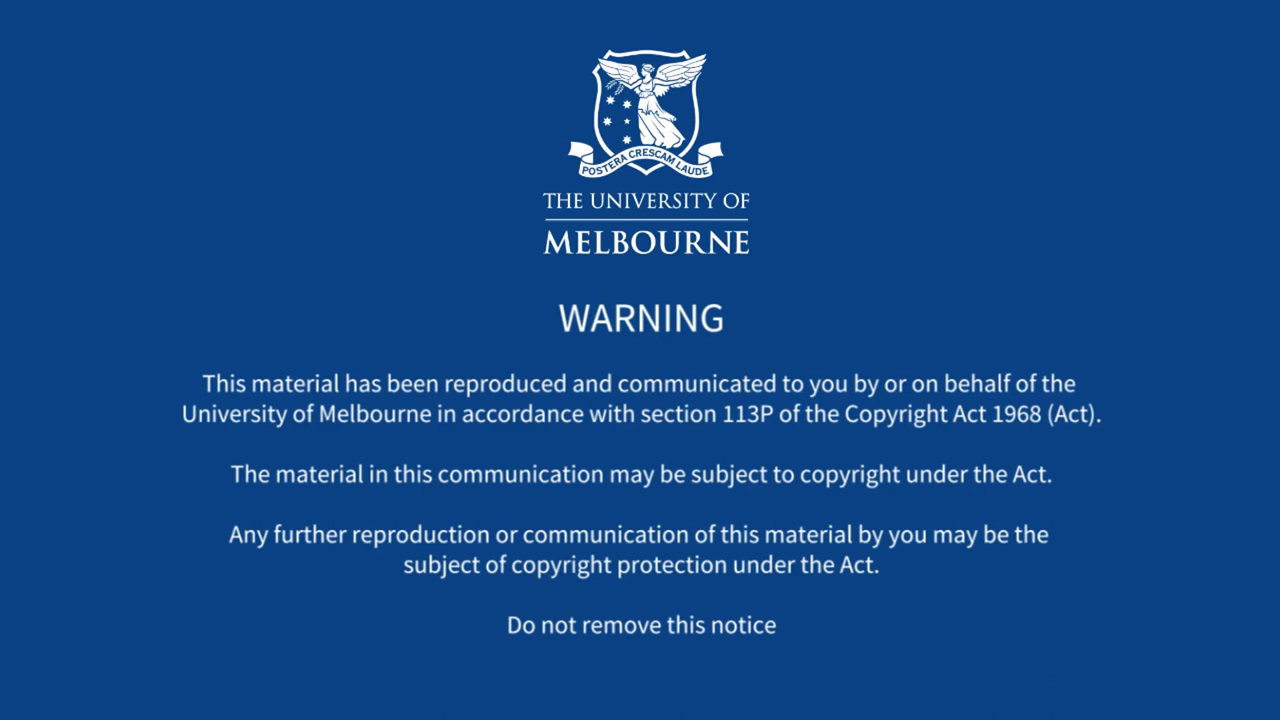 POSTERA CRESCAM LAUDE
THE UNIVERSITY OF
MELBOURNE
WARNING
This material has been reproduced and communicated to you by or on behalf of the
University of Melbourne in accordance with section 113P of the Copyright Act 1968 (Act).
The material in this communication may be subject to copyright under the Act.
Any further reproduction or communication of this material by you may be the
subject of copyright protection under the Act.
Do not remove this notice